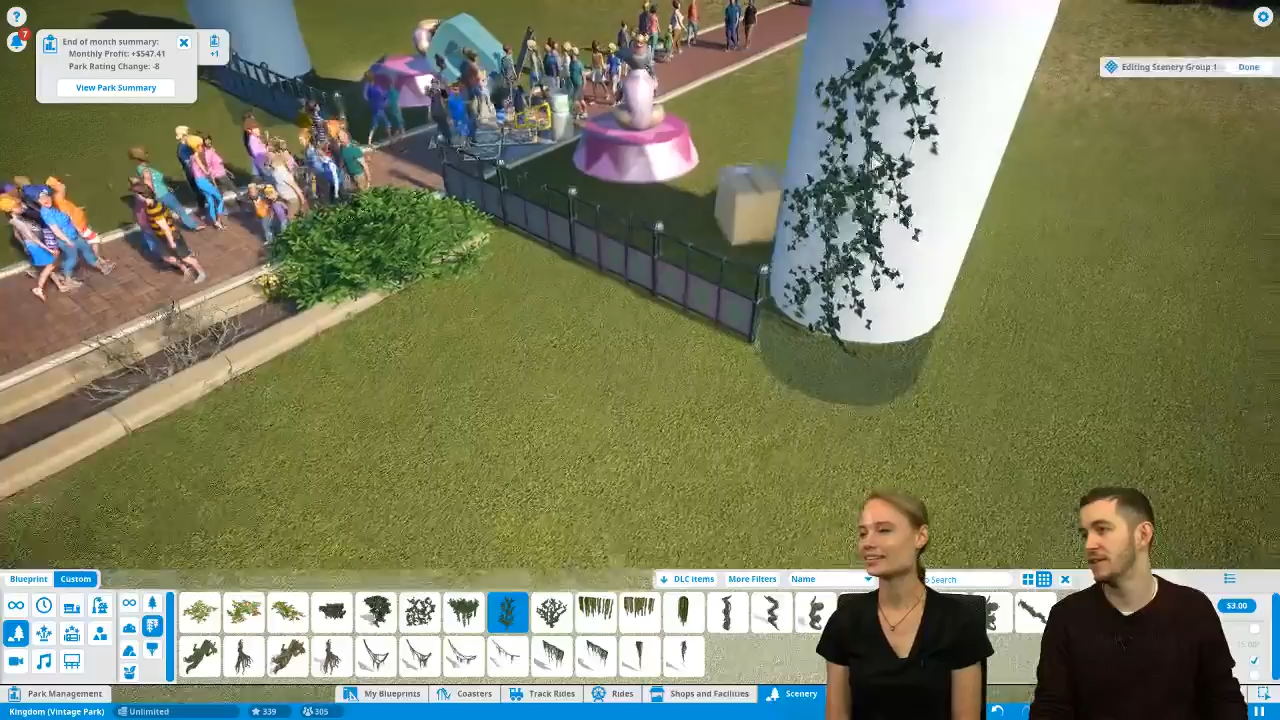 7
End of month summary:
Monthly Profit: +$547.41
Park Rating Change: -8
View Park Summary
+1
Editing Scenery Group 1
Done
Blueprint
Custom
DLC Items
More Filters
Name
Search
$3.00
Park Management
My Blueprints
Coasters
Track Rides
Rides
Shops and Facilities
Scenery
Kingdom (Vintage Park)
Unlimited
339
305